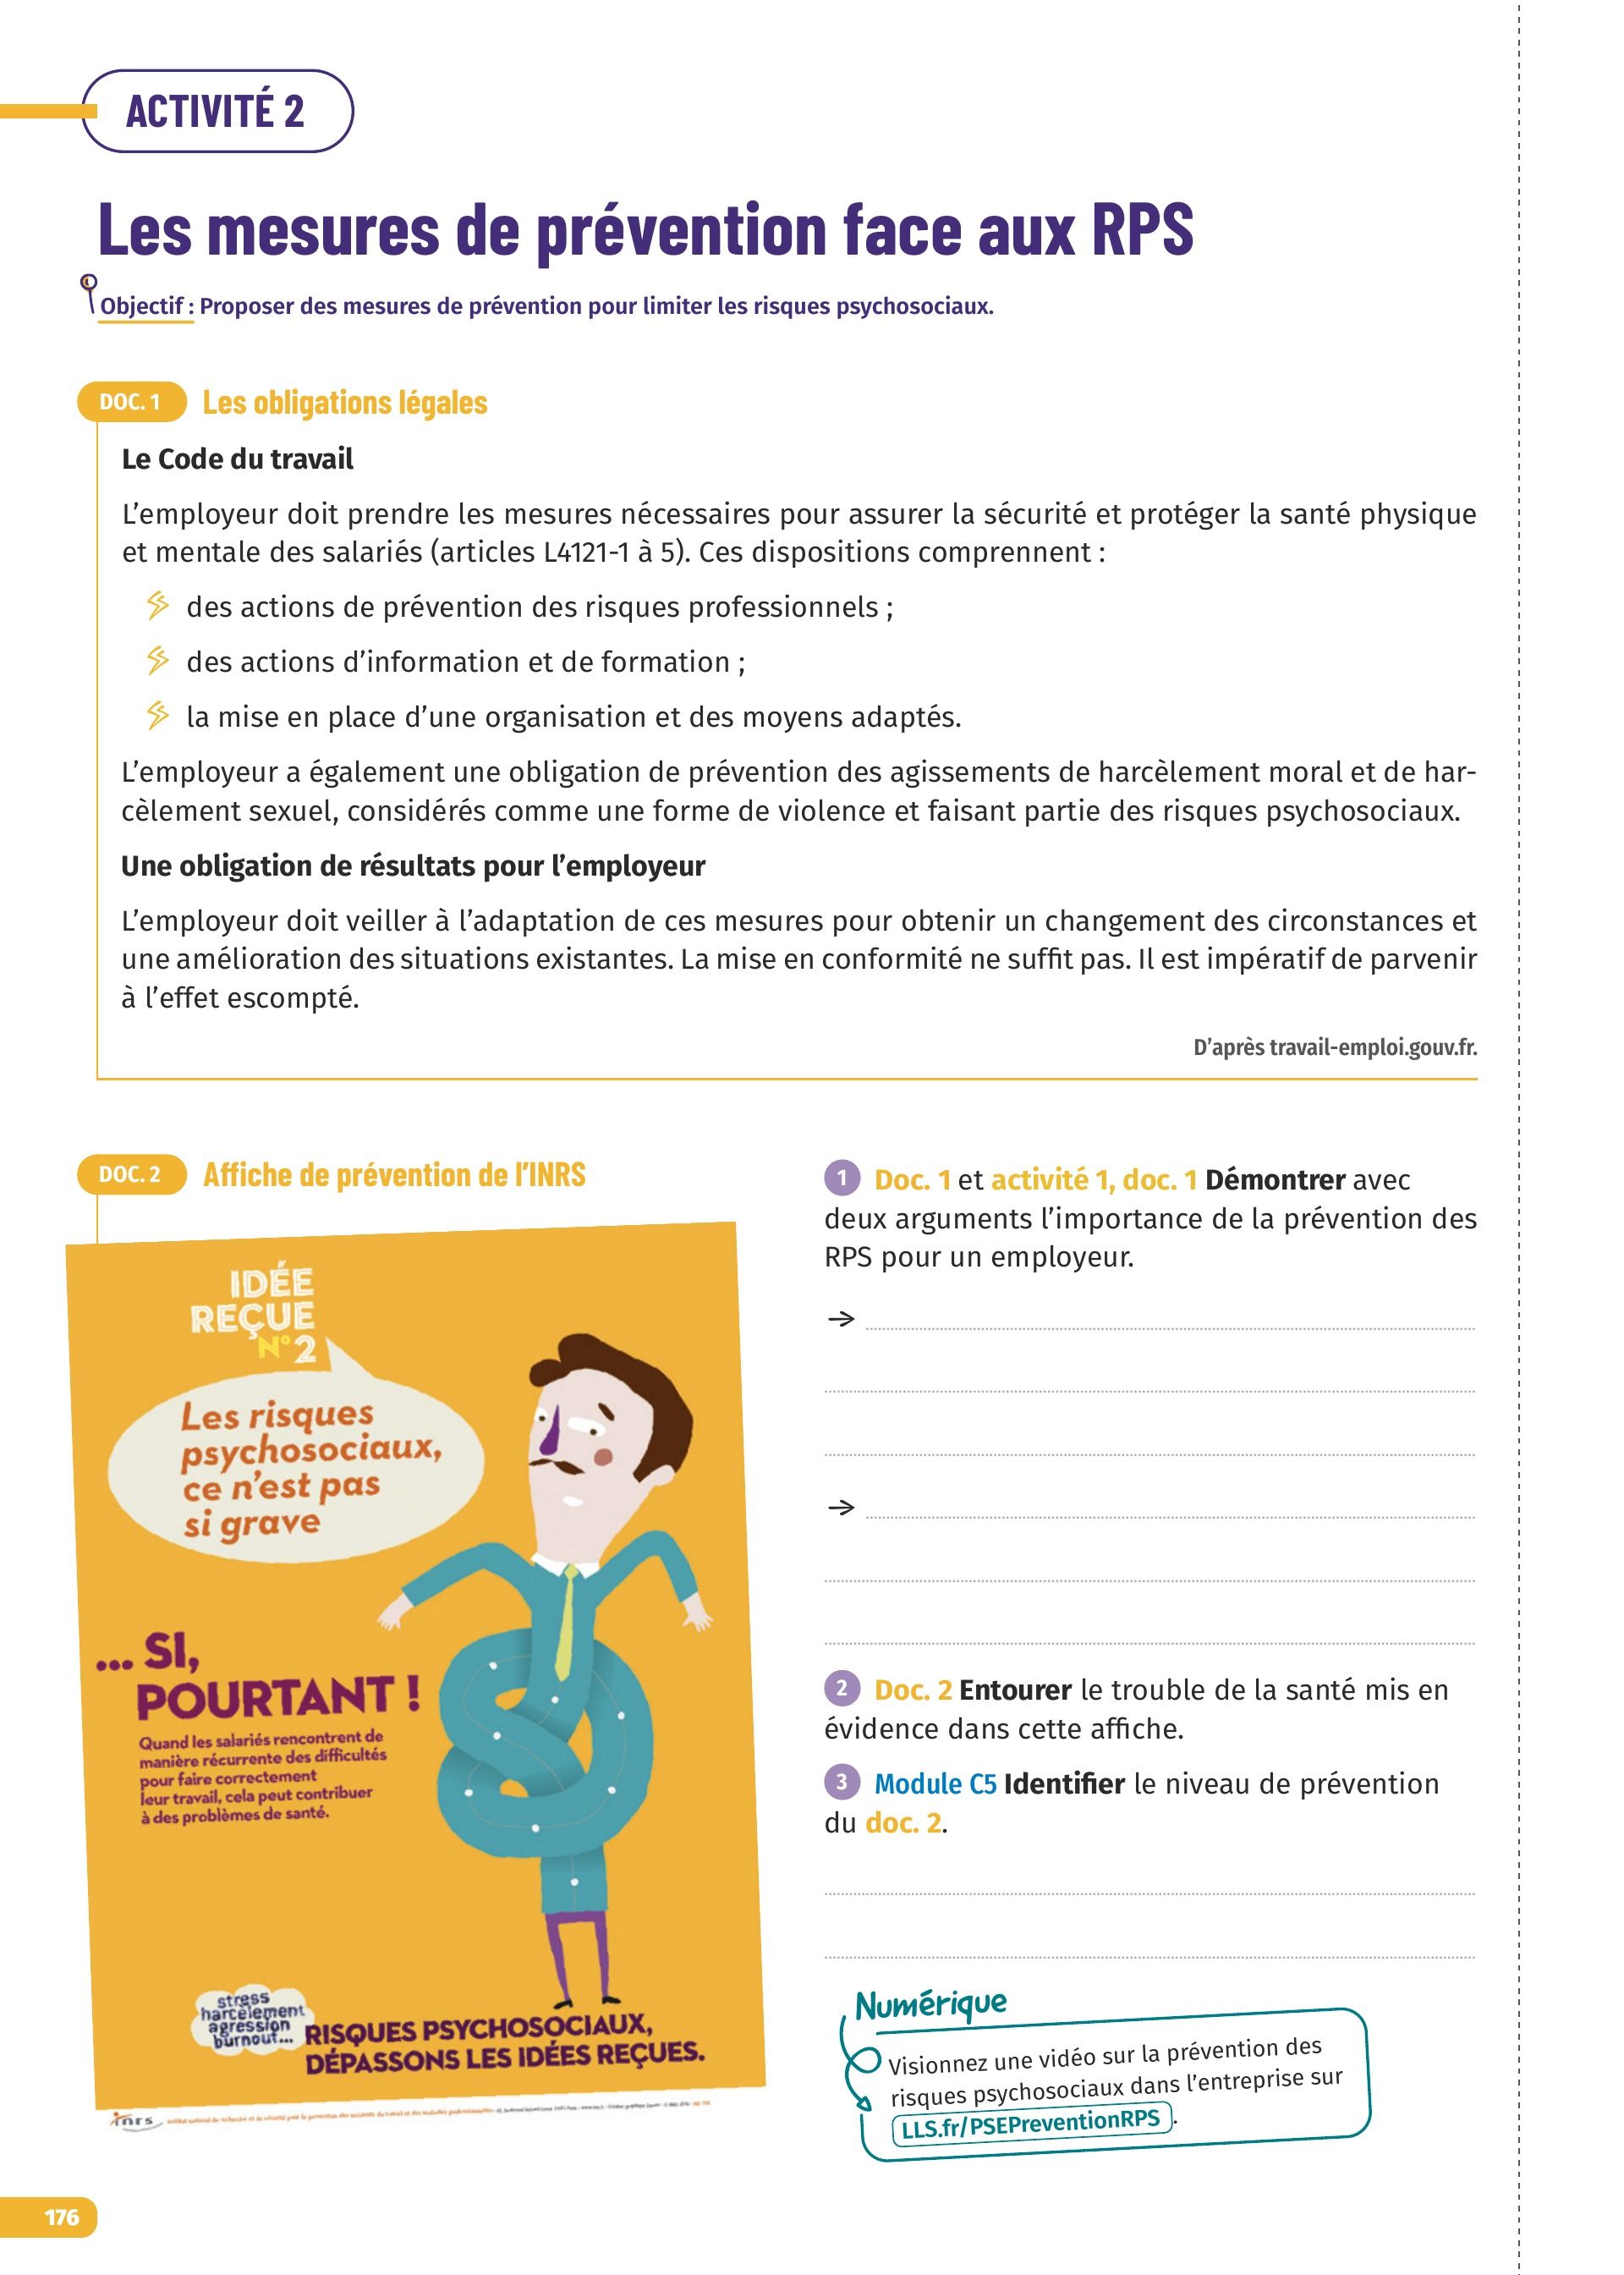 ACTIVITÉ 2
Les mesures de prévention face aux RPS
Objectif : Proposer des mesures de prévention pour limiter les risques psychosociaux.
DOC. 1 Les obligations légales
Le Code du travail
L'employeur doit prendre les mesures nécessaires pour assurer la sécurité et protéger la santé physique
et mentale des salariés (articles L4121-1 à 5). Ces dispositions comprennent :
des actions de prévention des risques professionnels ;
des actions d'information et de formation ;
la mise en place d'une organisation et des moyens adaptés.
L'employeur a également une obligation de prévention des agissements de harcèlement moral et de har-
cèlement sexuel, considérés comme une forme de violence et faisant partie des risques psychosociaux.
Une obligation de résultats pour l'employeur
L'employeur doit veiller à l'adaptation de ces mesures pour obtenir un changement des circonstances et
une amélioration des situations existantes. La mise en conformité ne suffit pas. Il est impératif de parvenir
à l'effet escompté.
D'après travail-emploi.gouv.fr.
DOC. 2 Affiche de prévention de l'INRS
IDÉE
REÇUE
N°2
Les risques
psychosociaux,
ce n'est pas
si grave
... SI,
POURTANT !
Quand les salariés rencontrent de
manière récurrente des difficultés
pour faire correctement
leur travail, cela peut contribuer
à des problèmes de santé.
stress
harcèlement
agression
burnout...
RISQUES PSYCHOSOCIAUX,
DÉPASSONS LES IDÉES REÇUES.
inrs
1 Doc. 1 et activité 1, doc. 1 Démontrer avec
deux arguments l'importance de la prévention des
RPS pour un employeur.
2 Doc. 2 Entourer le trouble de la santé mis en
évidence dans cette affiche.
3 Module C5 Identifier le niveau de prévention
du doc. 2.
Numérique
Visionnez une vidéo sur la prévention des
risques psychosociaux dans l'entreprise sur
LLS.fr/PSEPreventionRPS.
176